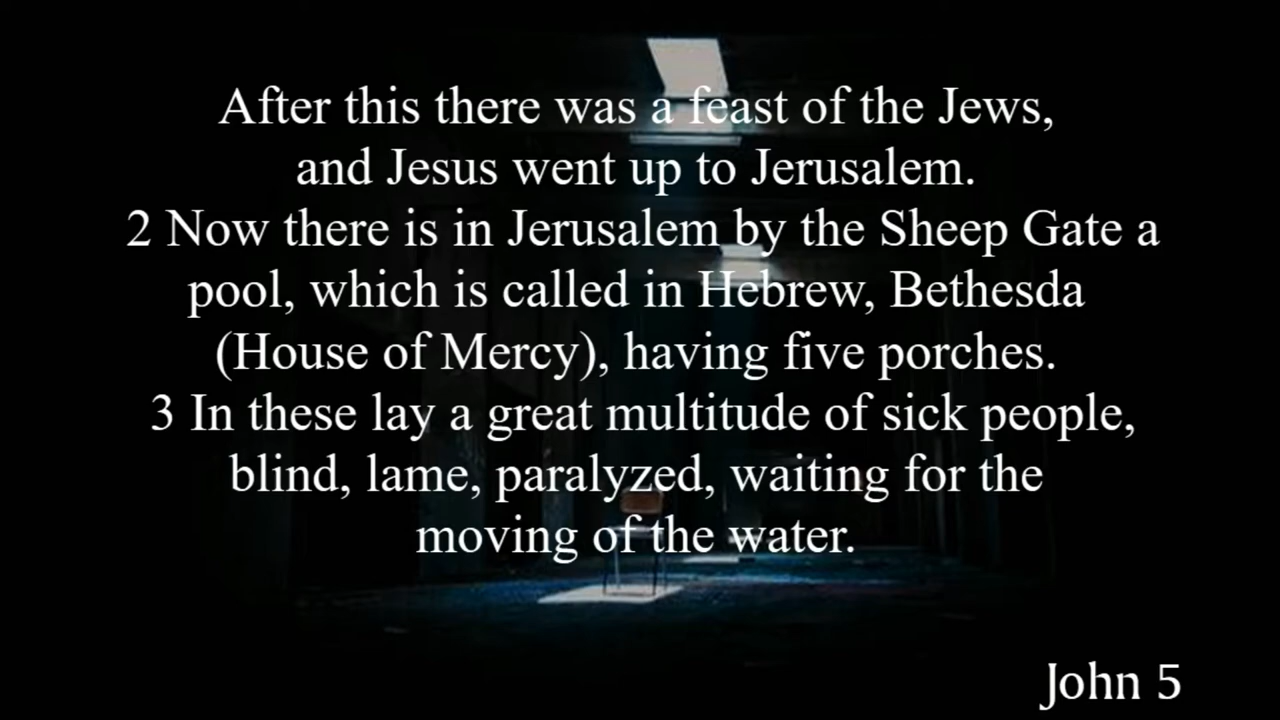 After this there was a feast of the Jews,
and Jesus went up to Jerusalem.
2 Now there is in Jerusalem by the Sheep Gate a
pool, which is called in Hebrew, Bethesda
(House of Mercy), having five porches.
3 In these lay a great multitude of sick people,
blind, lame, paralyzed, waiting for the
moving of the water.
John 5